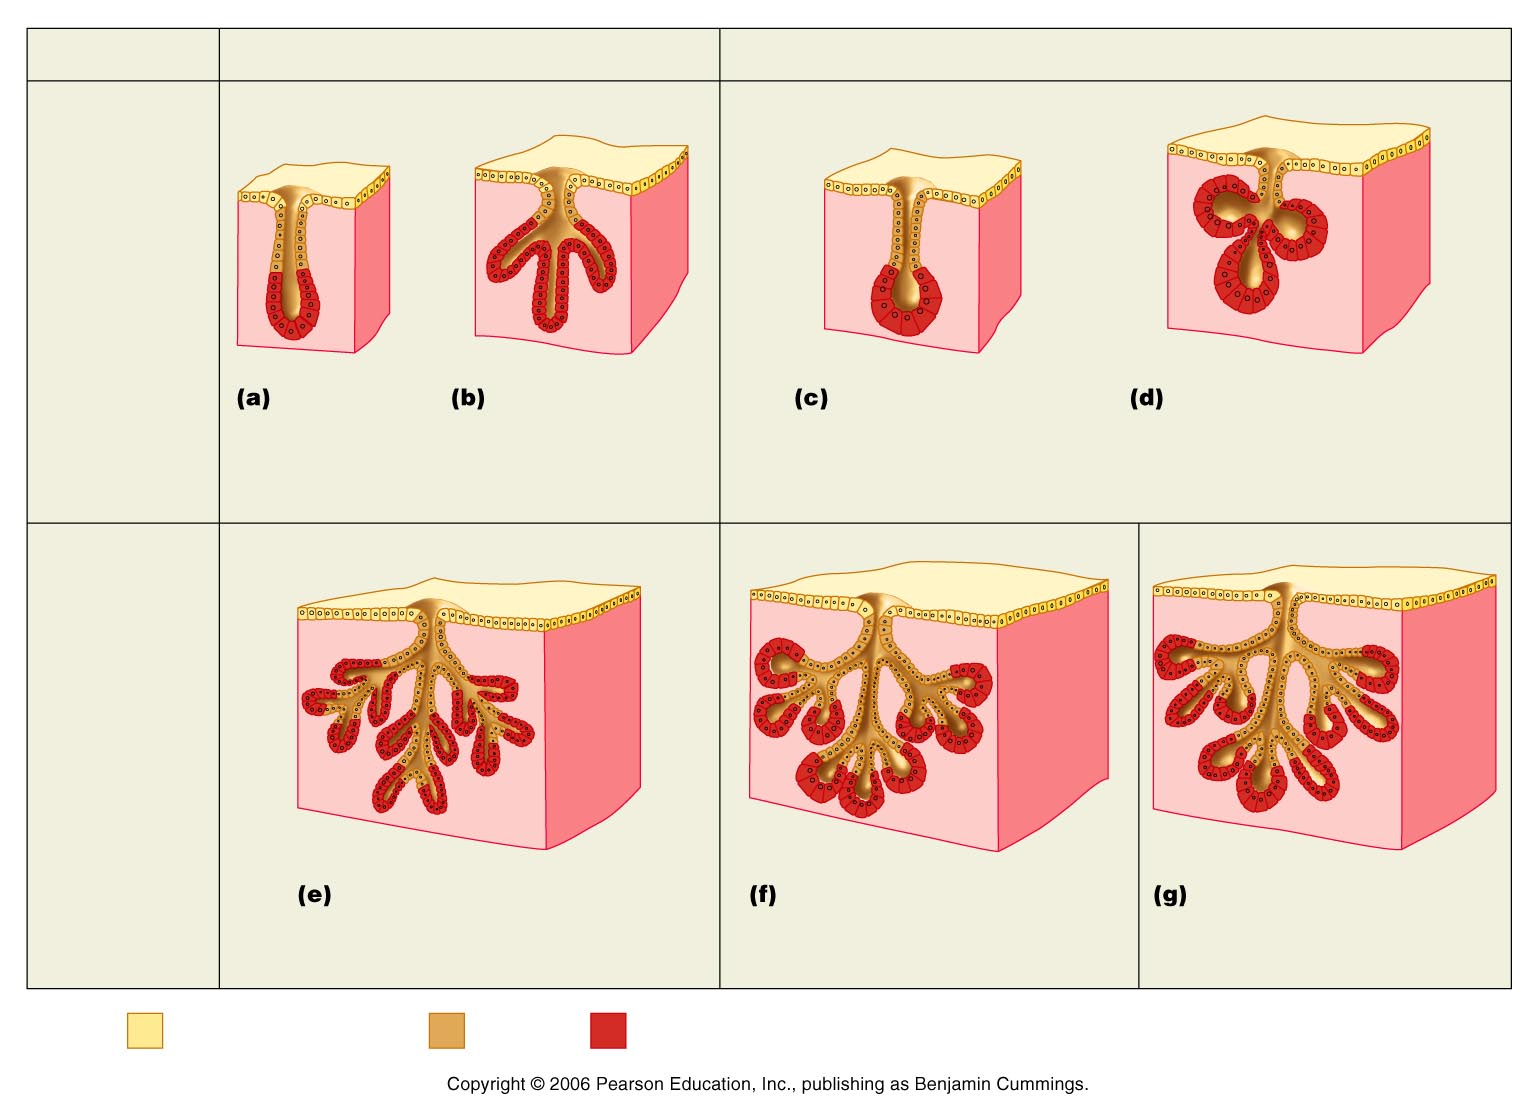 (a) (b) (c) (d)
(e) (f) (g)
Copyright © 2006 Pearson Education, Inc., publishing as Benjamin Cummings.